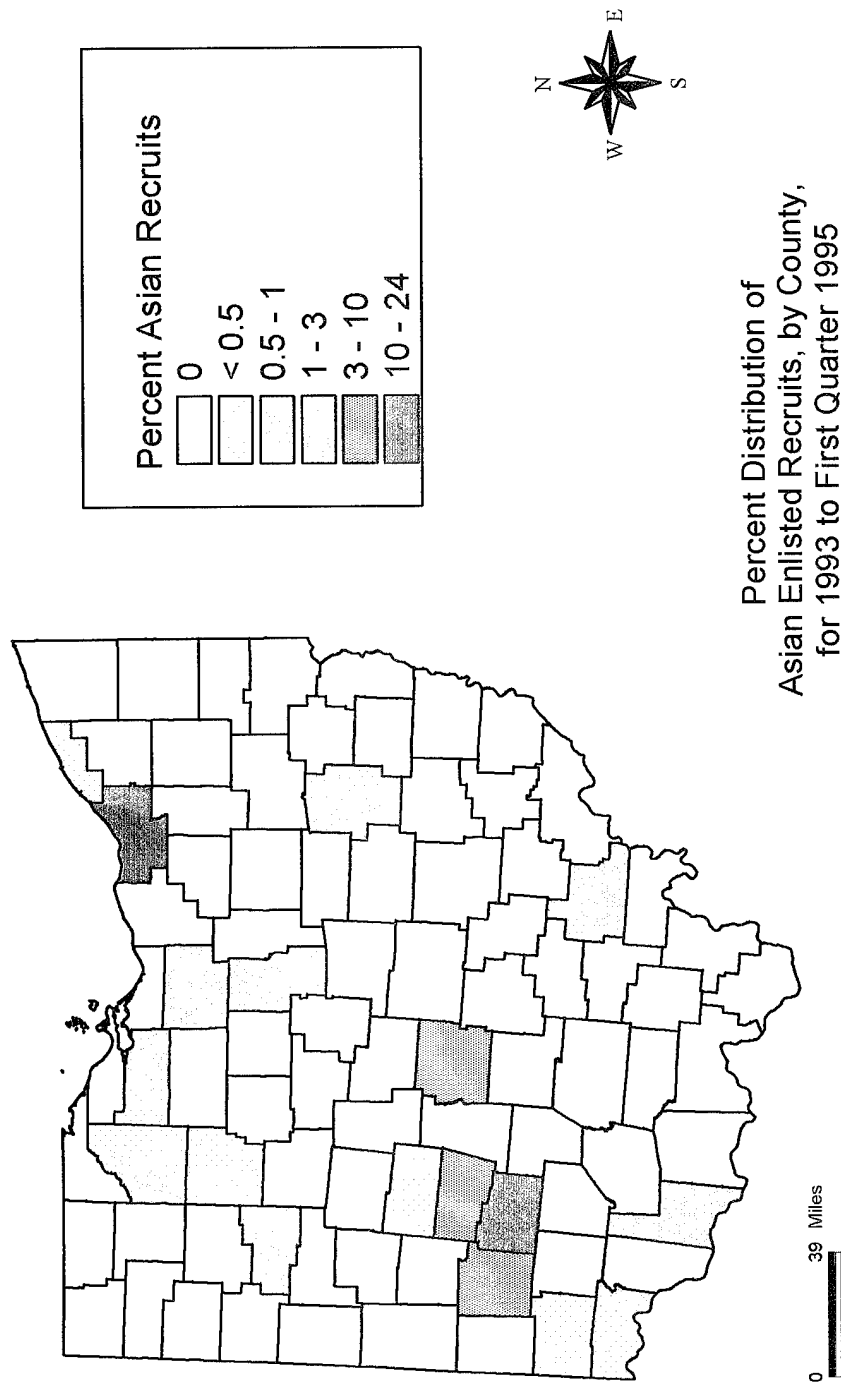 Percent Asian Recruits
0
< 0.5
0.5 - 1
1 - 3
3 - 10
10 - 24
N
W
E
S
Percent Distribution of
Asian Enlisted Recruits, by County,
for 1993 to First Quarter 1995
0 39 Miles